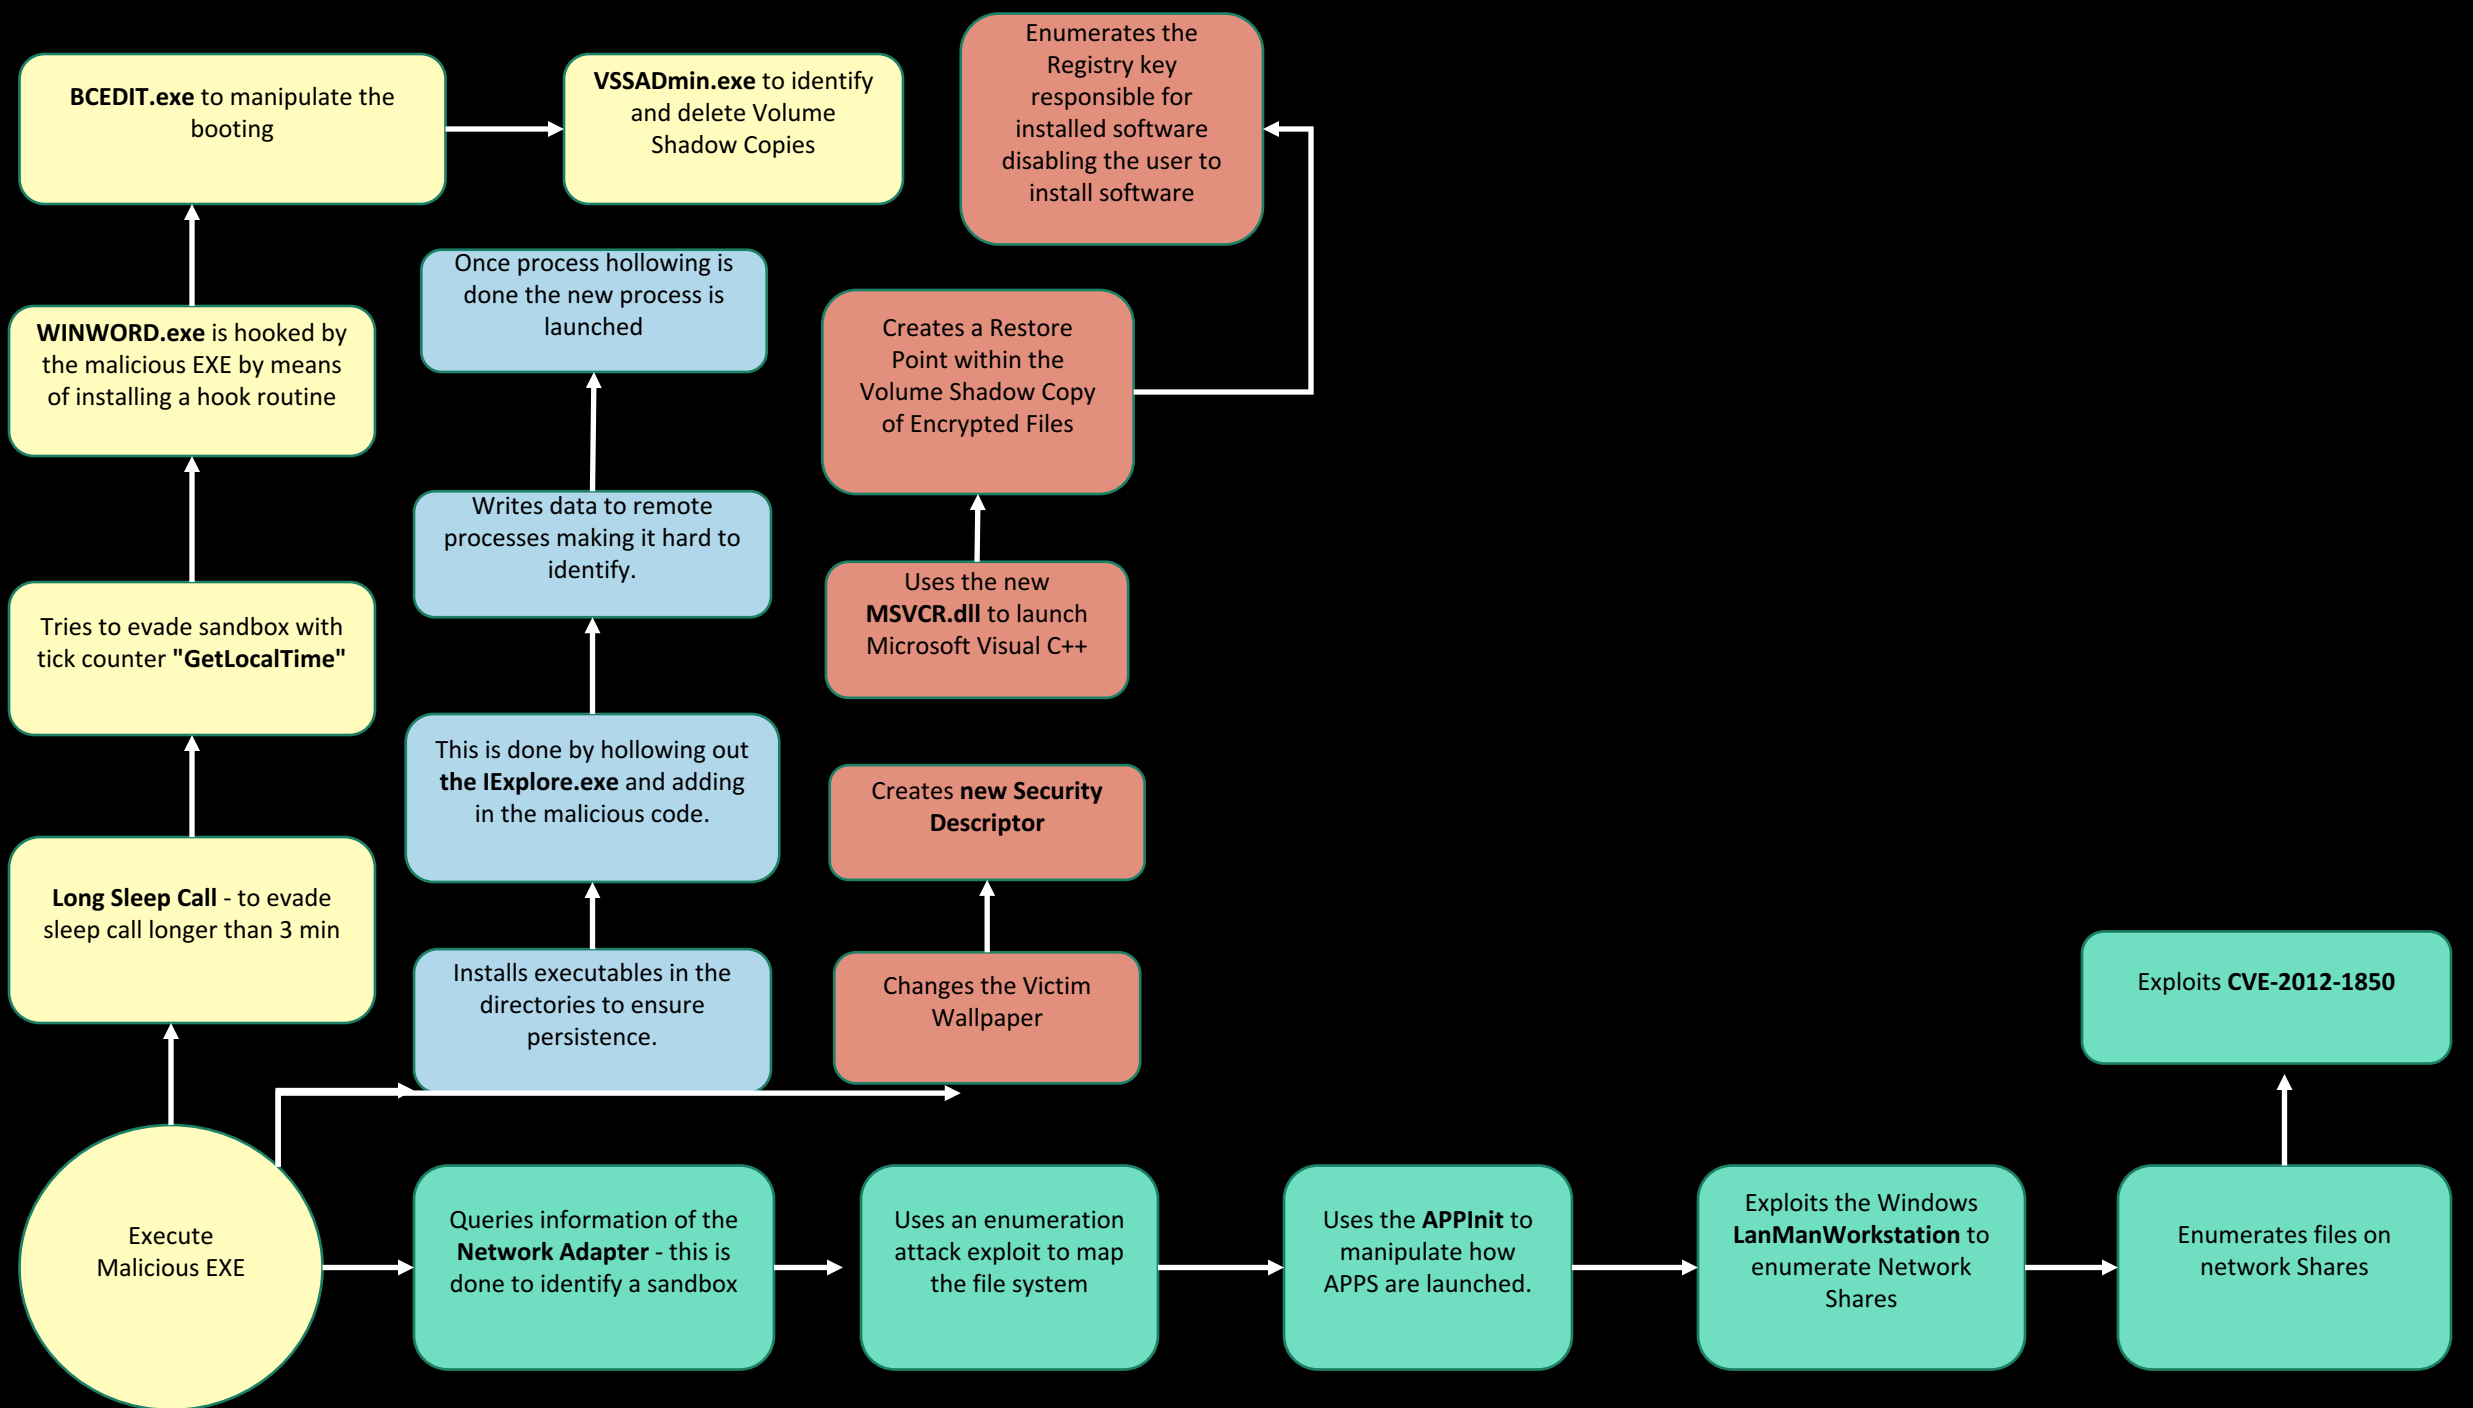 BCEDIT.exe to manipulate the
booting
VSSADmin.exe to identify
and delete Volume
Shadow Copies
Enumerates the
Registry key
responsible for
installed software
disabling the user to
install software
WINWORD.exe is hooked by
the malicious EXE by means
of installing a hook routine
Once process hollowing is
done the new process is
launched
Creates a Restore
Point within the
Volume Shadow Copy
of Encrypted Files
Tries to evade sandbox with
tick counter "GetLocalTime"
Writes data to remote
processes making it hard to
identify.
Uses the new
MSVCR.dll to launch
Microsoft Visual C++
Long Sleep Call - to evade
sleep call longer than 3 min
This is done by hollowing out
the IExplore.exe and adding
in the malicious code.
Creates new Security
Descriptor
Installs executables in the
directories to ensure
persistence.
Changes the Victim
Wallpaper
Exploits CVE-2012-1850
Execute
Malicious EXE
Queries information of the
Network Adapter - this is
done to identify a sandbox
Uses an enumeration
attack exploit to map
the file system
Uses the APPInit to
manipulate how
APPS are launched.
Exploits the Windows
LanManWorkstation to
enumerate Network
Shares
Enumerates files on
network Shares